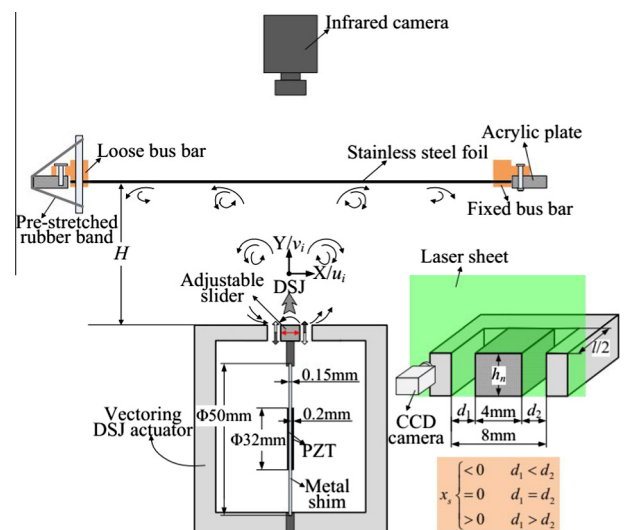 Infrared camera
Acrylic plate
Loose bus bar
Stainless steel foil
Pre-stretched
rubber band
Fixed bus bar
H
Y/v_i
X/u_i
Adjustable
slider
DSJ
Laser sheet
l/2
h_n
0.15mm
CCD
camera
d_1
4mm
d_2
8mm
Vectoring
DSJ actuator
Φ50mm
0.2mm
Φ32mm
PZT
Metal
shim
x_s { <0 d_1 < d_2
=0 d_1 = d_2
>0 d_1 > d_2